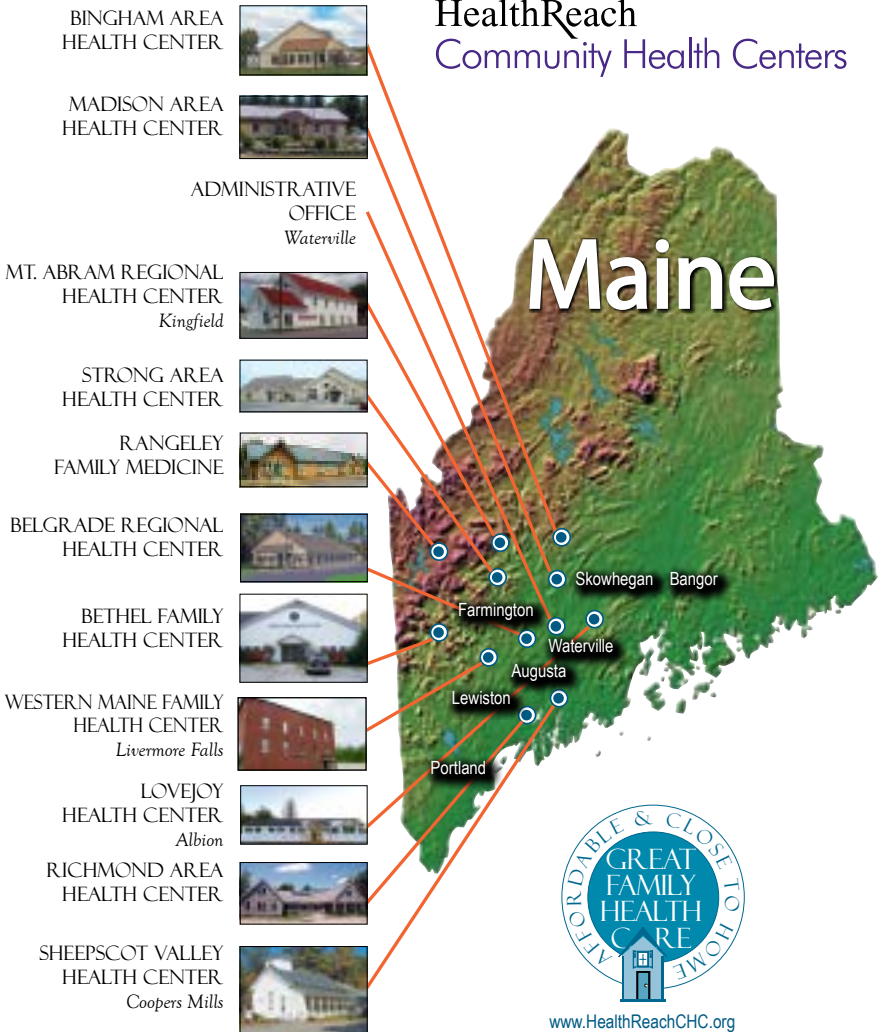 HealthReach
Community Health Centers
BINGHAM AREA
HEALTH CENTER
MADISON AREA
HEALTH CENTER
ADMINISTRATIVE
OFFICE
Waterville
MT. ABRAM REGIONAL
HEALTH CENTER
Kingfield
STRONG AREA
HEALTH CENTER
RANGELEY
FAMILY MEDICINE
BELGRADE REGIONAL
HEALTH CENTER
BETHEL FAMILY
HEALTH CENTER
WESTERN MAINE FAMILY
HEALTH CENTER
Livermore Falls
LOVEJOY
HEALTH CENTER
Albion
RICHMOND AREA
HEALTH CENTER
SHEEPSCOT VALLEY
HEALTH CENTER
Coopers Mills
Maine
Skowhegan
Bangor
Farmington
Waterville
Augusta
Lewiston
Portland
AFFORDABLE & CLOSE TO HOME
GREAT
FAMILY
HEALTH
CARE
www.HealthReachCHC.org